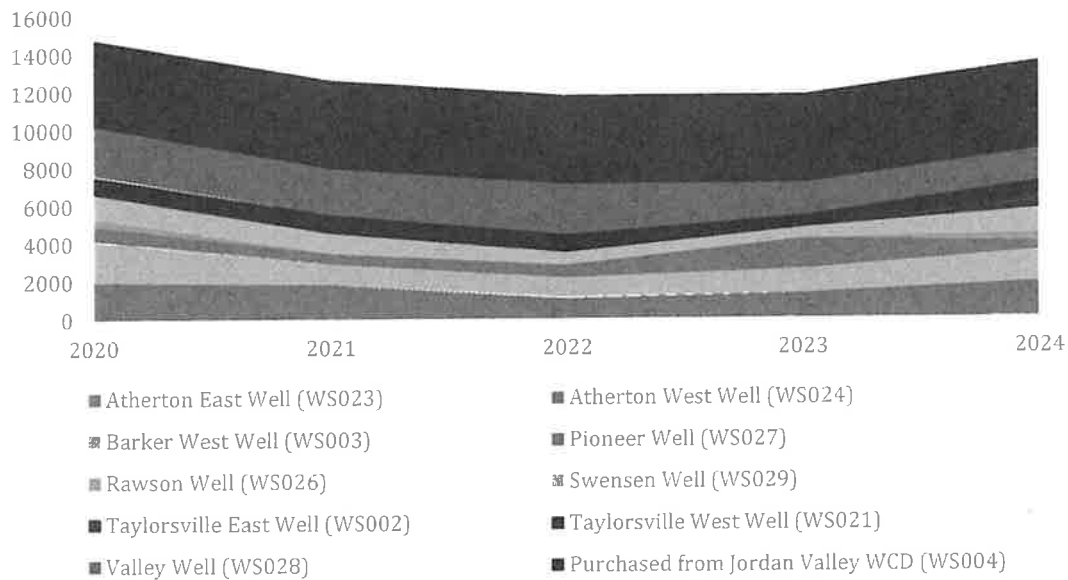 16000
14000
12000
10000
8000
6000
4000
2000
0
2020 2021 2022 2023 2024
Atherton East Well (WS023) Atherton West Well (WS024)
Barker West Well (WS003) Pioneer Well (WS027)
Rawson Well (WS026) Swensen Well (WS029)
Taylorsville East Well (WS002) Taylorsville West Well (WS021)
Valley Well (WS028) Purchased from Jordan Valley WCD (WS004)